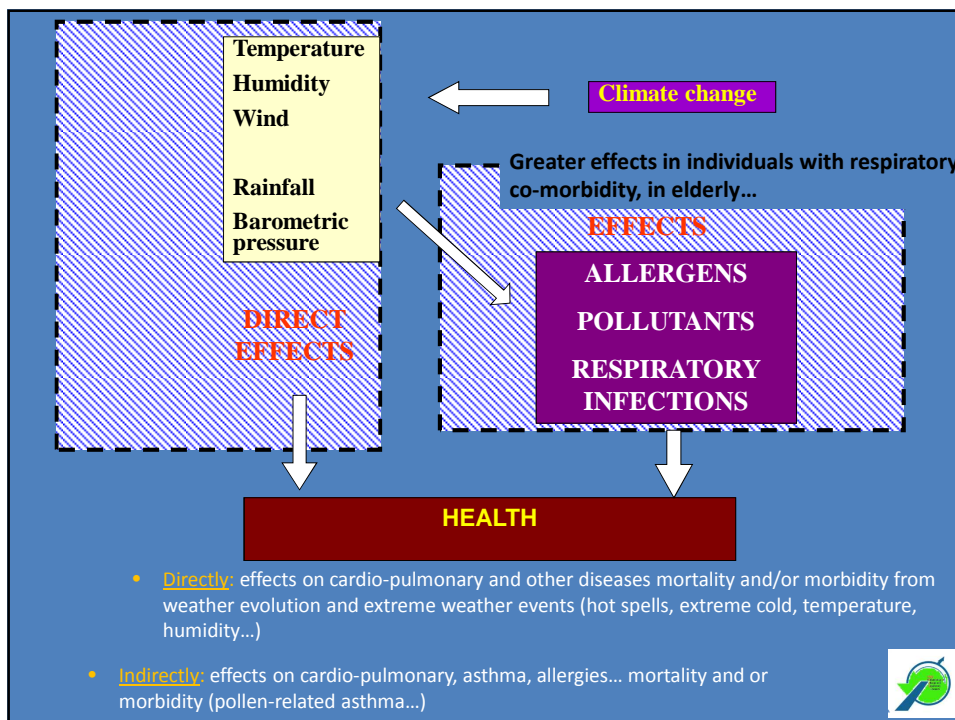 Temperature
Humidity
Wind
Rainfall
Barometric
pressure
Climate change
Greater effects in individuals with respiratory
co-morbidity, in elderly…
DIRECT
EFFECTS
EFFECTS
ALLERGENS
POLLUTANTS
RESPIRATORY
INFECTIONS
HEALTH
• Directly: effects on cardio-pulmonary and other diseases mortality and/or morbidity from
weather evolution and extreme weather events (hot spells, extreme cold, temperature,
humidity…)
• Indirectly: effects on cardio-pulmonary, asthma, allergies… mortality and or
morbidity (pollen-related asthma…)